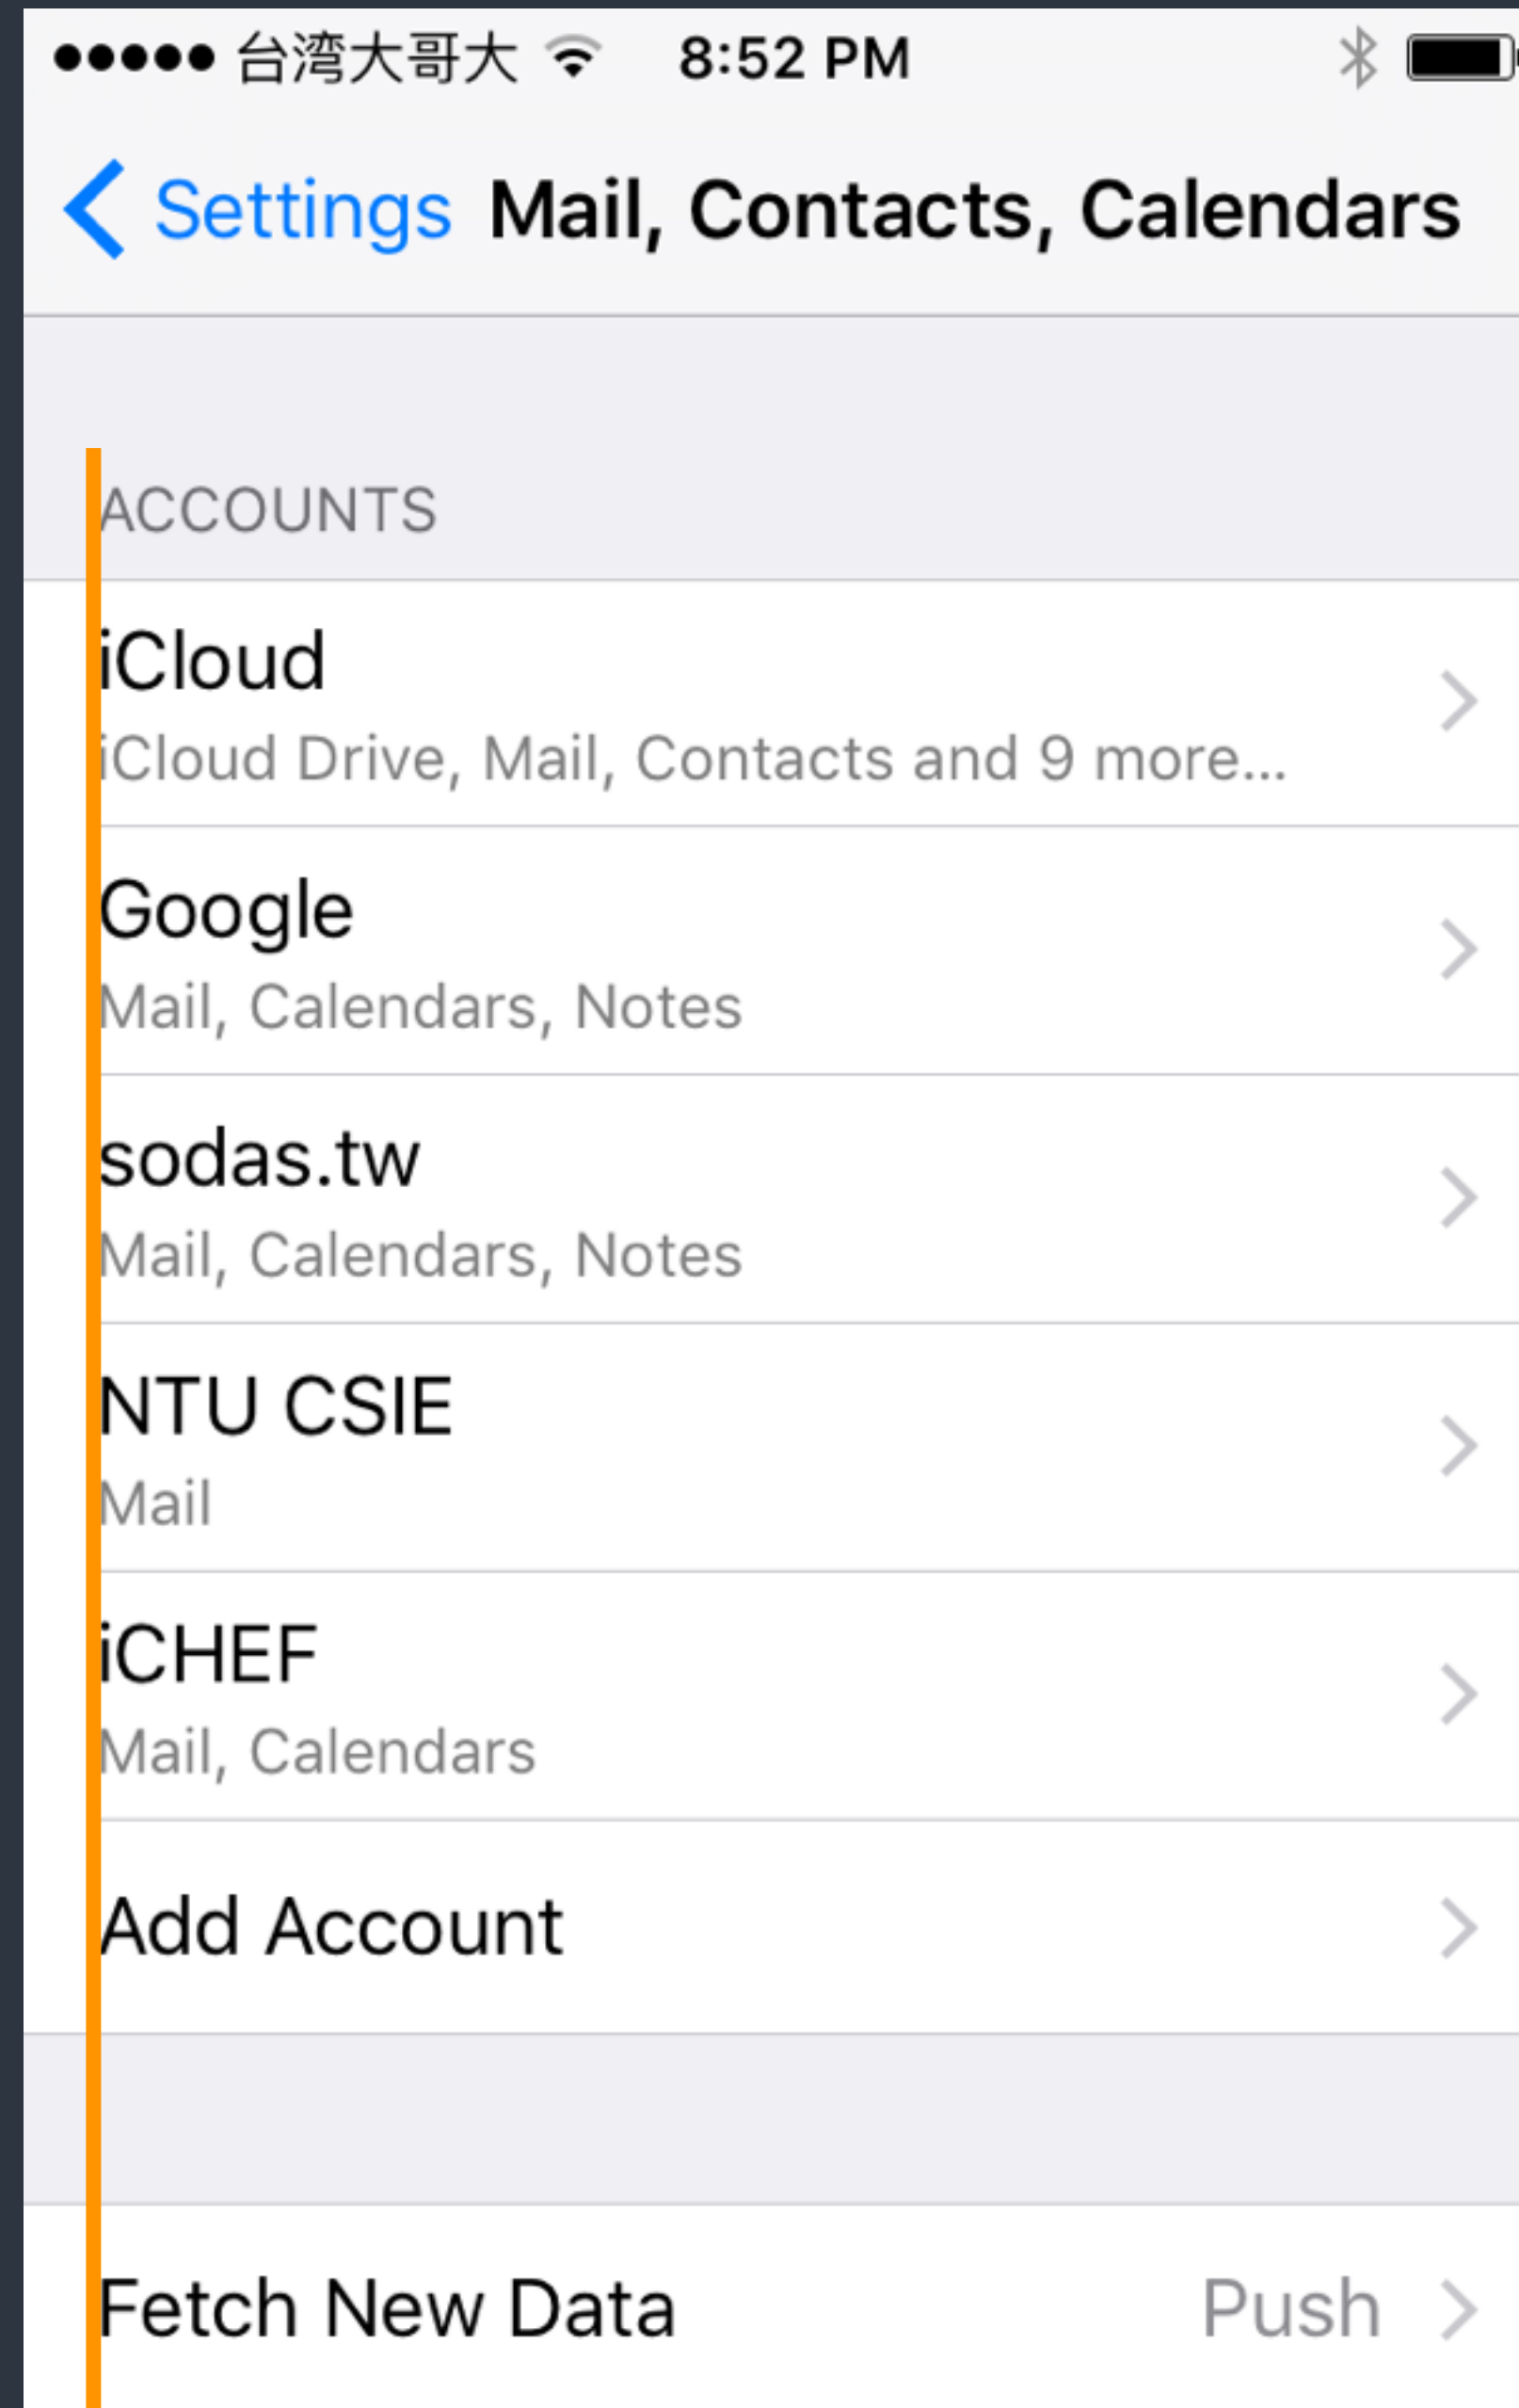 台湾大哥大 8:52 PM
Settings Mail, Contacts, Calendars
ACCOUNTS
iCloud
iCloud Drive, Mail, Contacts and 9 more...
Google
Mail, Calendars, Notes
sodas.tw
Mail, Calendars, Notes
NTU CSIE
Mail
iCHEF
Mail, Calendars
Add Account
Fetch New Data Push